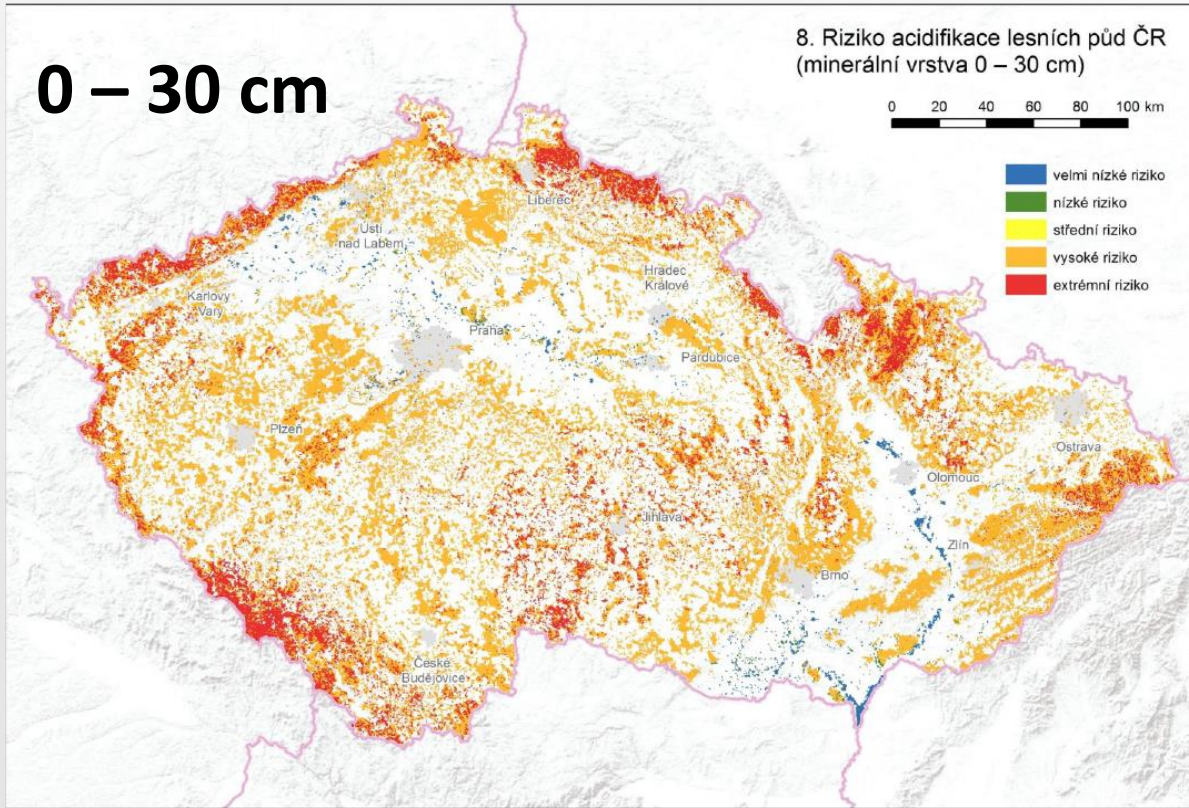 0 – 30 cm
8. Riziko acidifikace lesních půd ČR
(minerální vrstva 0 – 30 cm)
0 20 40 60 80 100 km
velmi nízké riziko
nízké riziko
střední riziko
vysoké riziko
extrémní riziko
Liberec
Ústí
nad Labem
Hradec
Králové
Karlovy
Vary
Praha
Pardubice
Plzeň
Ostrava
Olomouc
Jihlava
Zlín
Brno
České
Budějovice